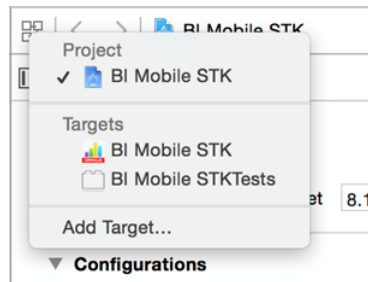 BI Mobile STK
Project
✓ BI Mobile STK
Targets
BI Mobile STK
BI Mobile STKTests
et 8.1
Add Target...
Configurations